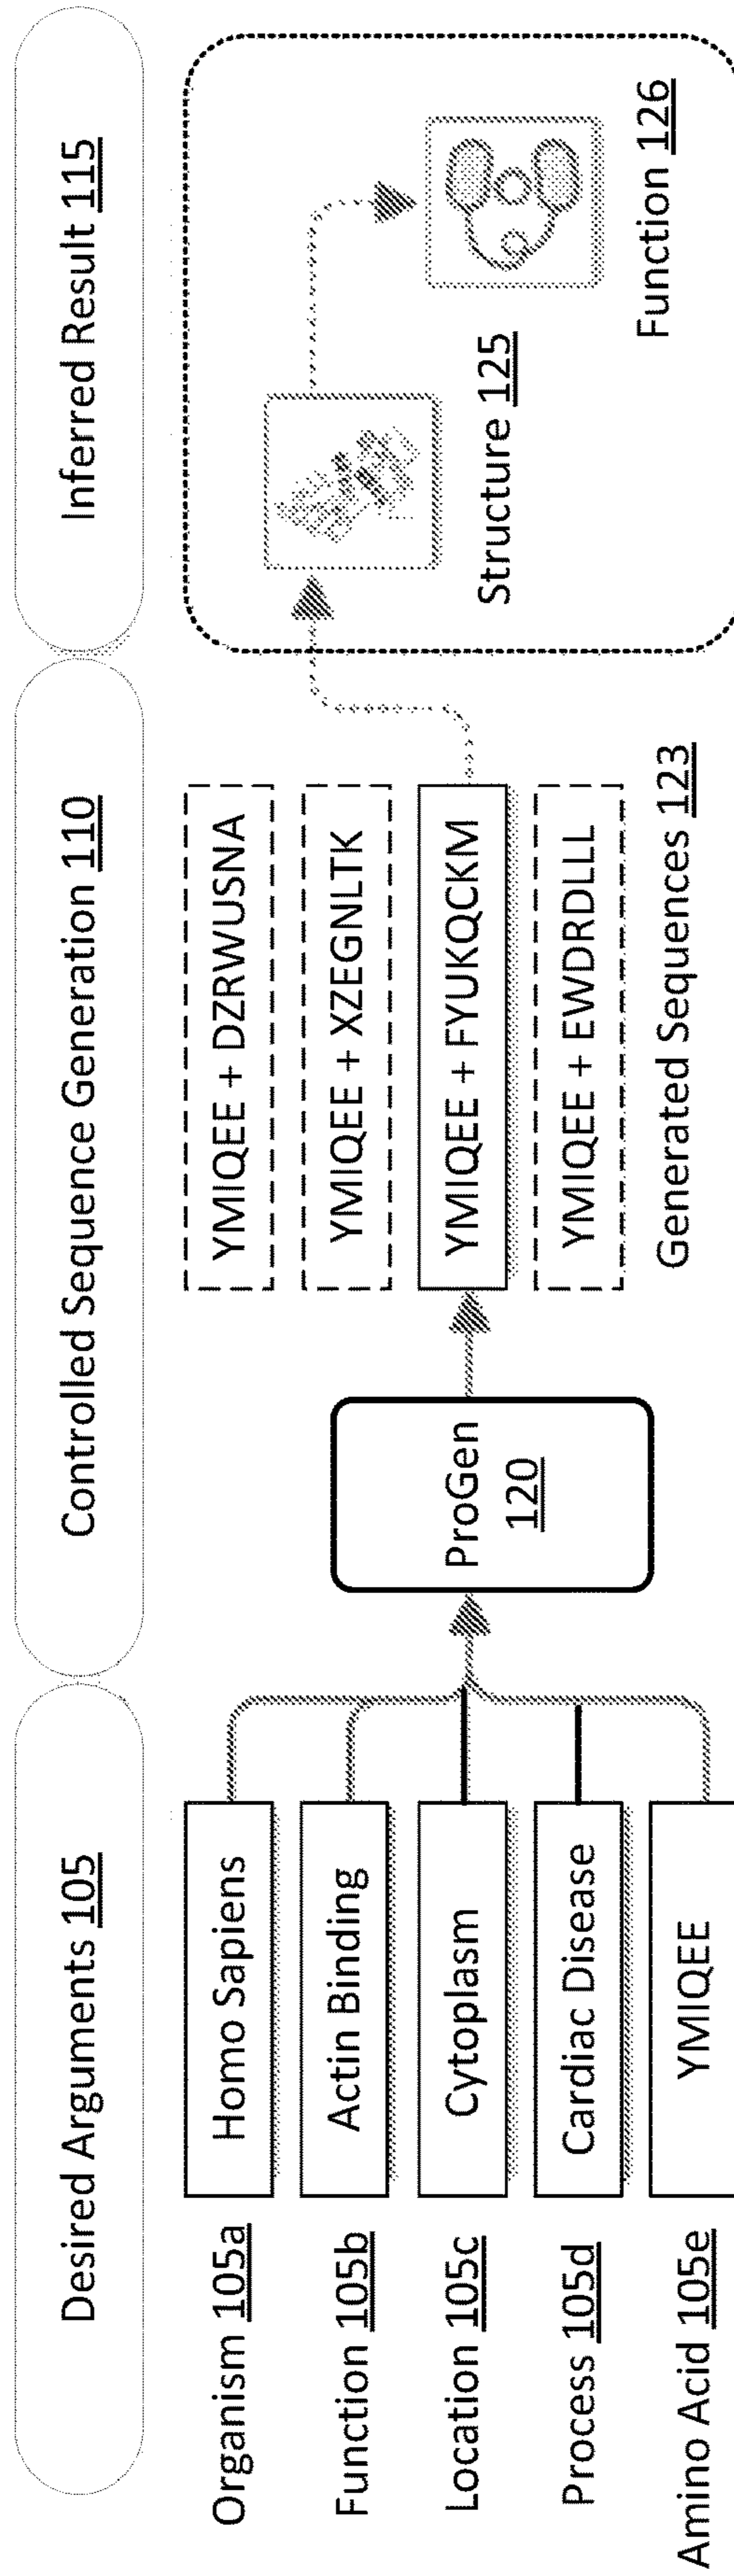 Desired Arguments 105
Controlled Sequence Generation 110
Inferred Result 115
Organism 105a
Homo Sapiens
Function 105b
Actin Binding
Location 105c
Cytoplasm
Process 105d
Cardiac Disease
Amino Acid 105e
YMIQEE
ProGen
120
YMIQEE + DZRWUSNA
YMIQEE + XZEGNLTK
YMIQEE + FYUKQCKM
YMIQEE + EWDRDLLL
Generated Sequences 123
Structure 125
Function 126